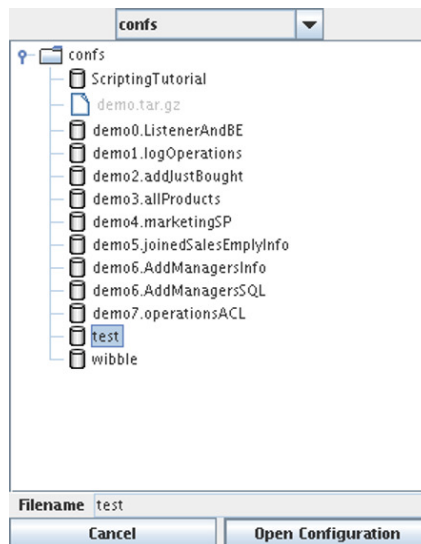 confs
confs
ScriptingTutorial
demo.tar.gz
demo0.ListenerAndBE
demo1.logOperations
demo2.addJustBought
demo3.allProducts
demo4.marketingSP
demo5.joinedSalesEmplyInfo
demo6.AddManagersInfo
demo6.AddManagersSQL
demo7.operationsACL
test
wibble
Filename test
Cancel Open Configuration